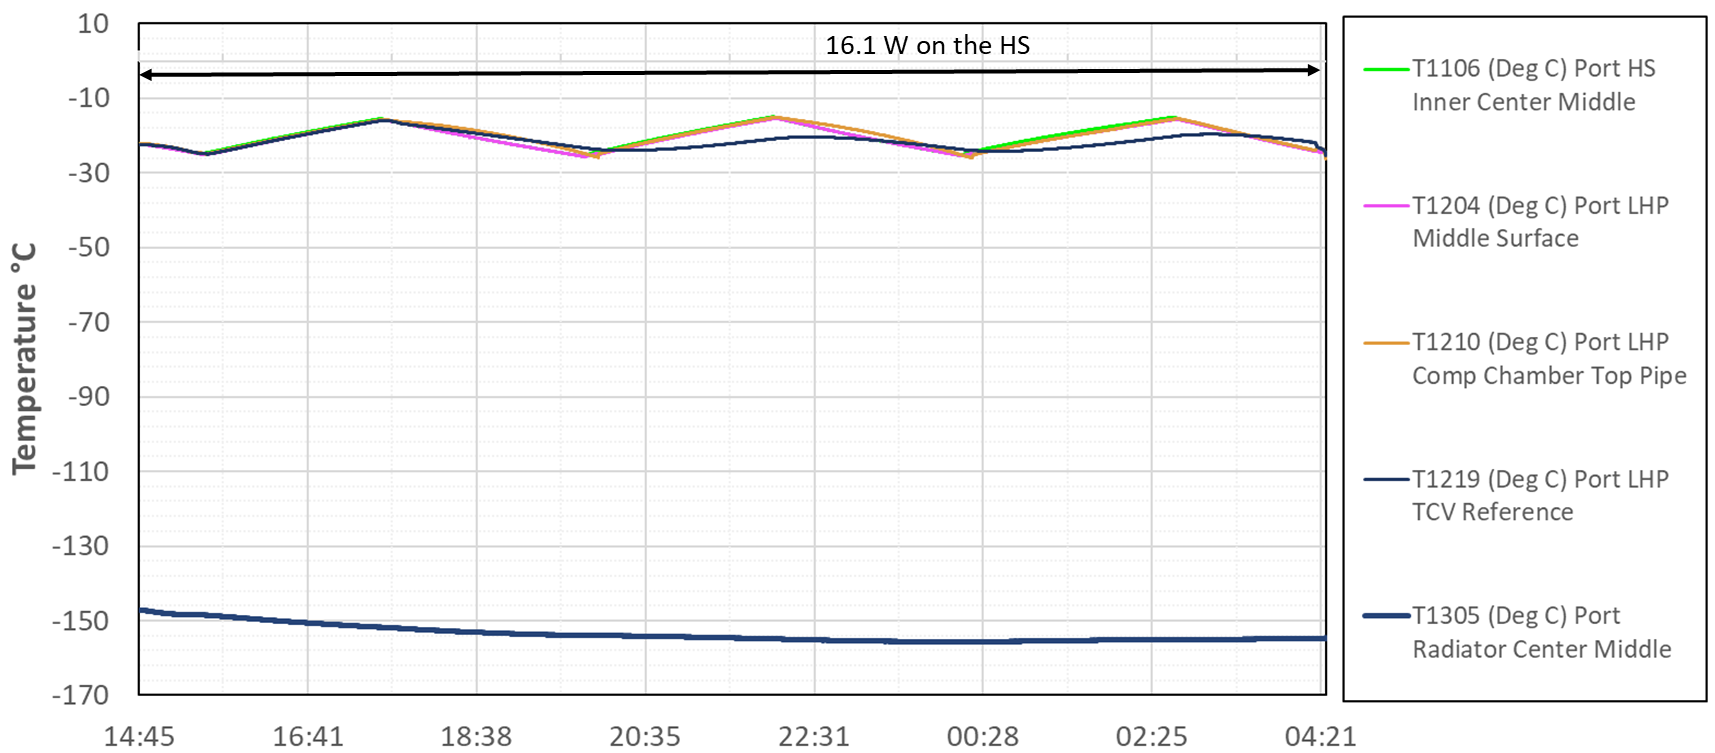 10
-10
-30
-50
-70
-90
-110
-130
-150
-170
Temperature °C
16.1 W on the HS
14:45 16:41 18:38 20:35 22:31 00:28 02:25 04:21
T1106 (Deg C) Port HS
Inner Center Middle
T1204 (Deg C) Port LHP
Middle Surface
T1210 (Deg C) Port LHP
Comp Chamber Top Pipe
T1219 (Deg C) Port LHP
TCV Reference
T1305 (Deg C) Port
Radiator Center Middle